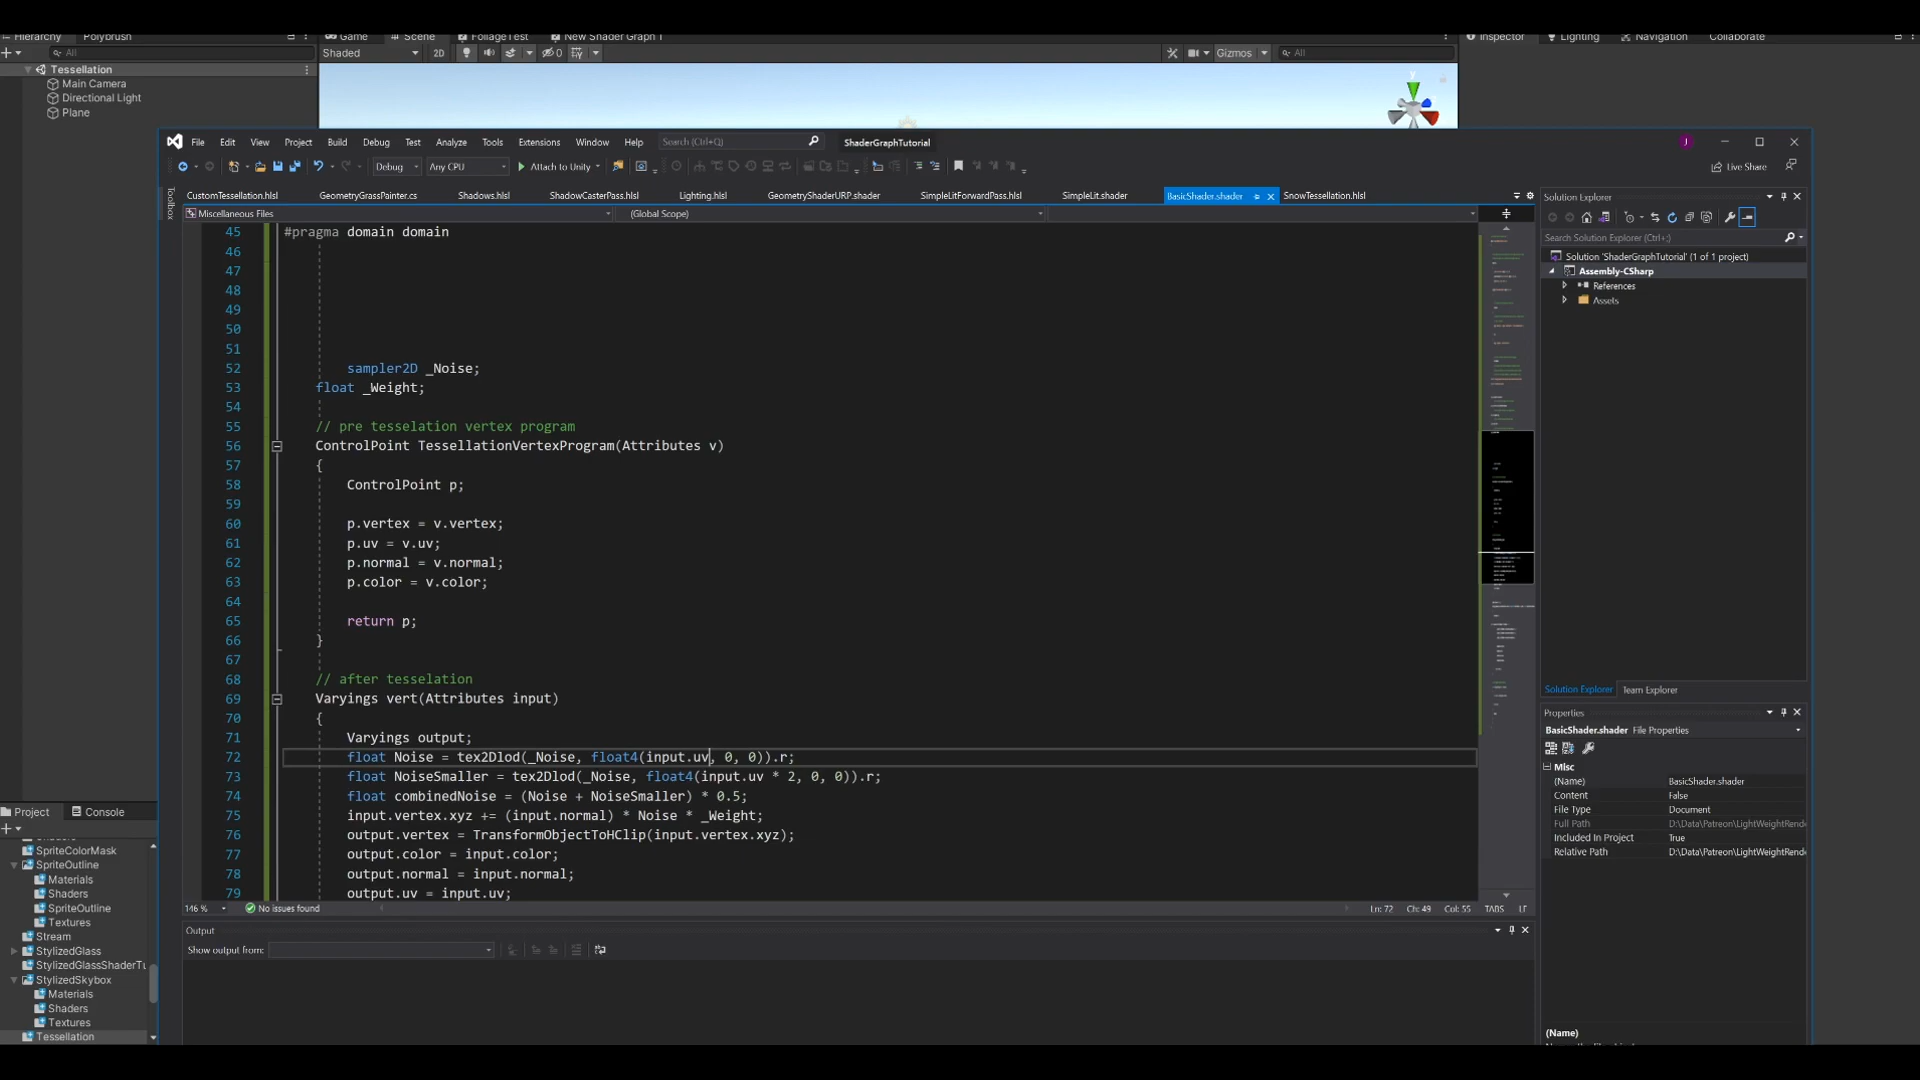 Hierarchy Polybrush
Game Scene FoliageTest New Shader Graph 1
Inspector Lighting Navigation Collaborate
All
Shaded 2D 0 Gizmos All
Tessellation
Main Camera
Directional Light
Plane
y
File Edit View Project Build Debug Test Analyze Tools Extensions Window Help Search (Ctrl+Q) ShaderGraphTutorial J
Debug Any CPU Attach to Unity Live Share
Toolbox
CustomTessellation.hlsl GeometryGrassPainter.cs Shadows.hlsl ShadowCasterPass.hlsl Lighting.hlsl GeometryShaderURP.shader SimpleLitForwardPass.hlsl SimpleLit.shader BasicShader.shader SnowTessellation.hlsl
Miscellaneous Files (Global Scope)
45 #pragma domain domain
46
47
48
49
50
51
52 sampler2D _Noise;
53 float _Weight;
54
55 // pre tesselation vertex program
56 ControlPoint TessellationVertexProgram(Attributes v)
57 {
58 ControlPoint p;
59
60 p.vertex = v.vertex;
61 p.uv = v.uv;
62 p.normal = v.normal;
63 p.color = v.color;
64
65 return p;
66 }
67
68 // after tesselation
69 Varyings vert(Attributes input)
70 {
71 Varyings output;
72 float Noise = tex2Dlod(_Noise, float4(input.uv, 0, 0)).r;
73 float NoiseSmaller = tex2Dlod(_Noise, float4(input.uv * 2, 0, 0)).r;
74 float combinedNoise = (Noise + NoiseSmaller) * 0.5;
75 input.vertex.xyz += (input.normal) * Noise * _Weight;
76 output.vertex = TransformObjectToHClip(input.vertex.xyz);
77 output.color = input.color;
78 output.normal = input.normal;
79 output.uv = input.uv;
146 % No issues found Ln: 72 Ch: 49 Col: 55 TABS LF
Output
Show output from:
Solution Explorer
Search Solution Explorer (Ctrl+;)
Solution 'ShaderGraphTutorial' (1 of 1 project)
Assembly-CSharp
References
Assets
Solution Explorer Team Explorer
Properties
BasicShader.shader File Properties
Misc
(Name) BasicShader.shader
Content False
File Type Document
Full Path D:\Data\Patreon\LightWeightRende
Included In Project True
Relative Path D:\Data\Patreon\LightWeightRende
(Name)
Project Console
SpriteColorMask
SpriteOutline
Materials
Shaders
SpriteOutline
Textures
Stream
StylizedGlass
StylizedGlassShaderTu
StylizedSkybox
Materials
Shaders
Textures
Tessellation